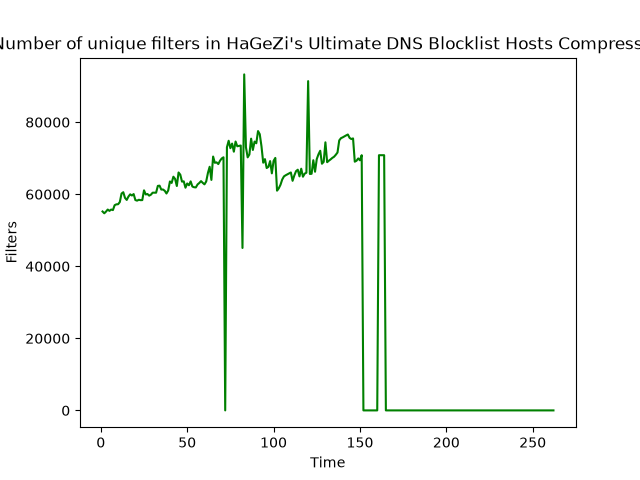 Number of unique filters in HaGeZi's Ultimate DNS Blocklist Hosts Compress
80000
60000
40000
20000
0
Filters
0 50 100 150 200 250
Time